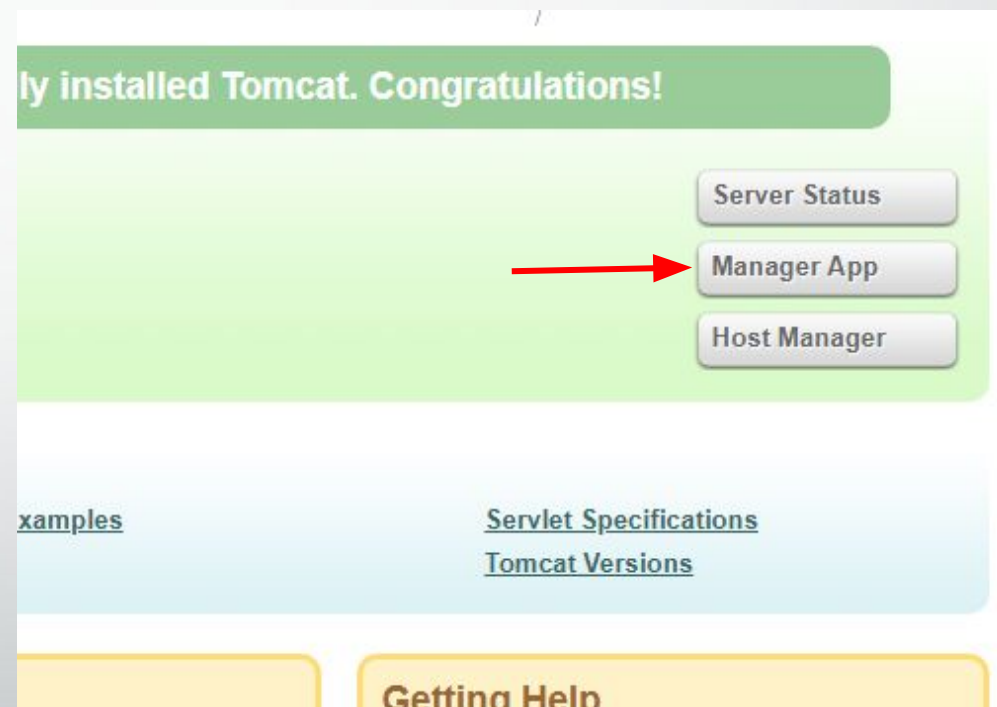 /
ly installed Tomcat. Congratulations!
Server Status
Manager App
Host Manager
xamples
Servlet Specifications
Tomcat Versions
Getting Help